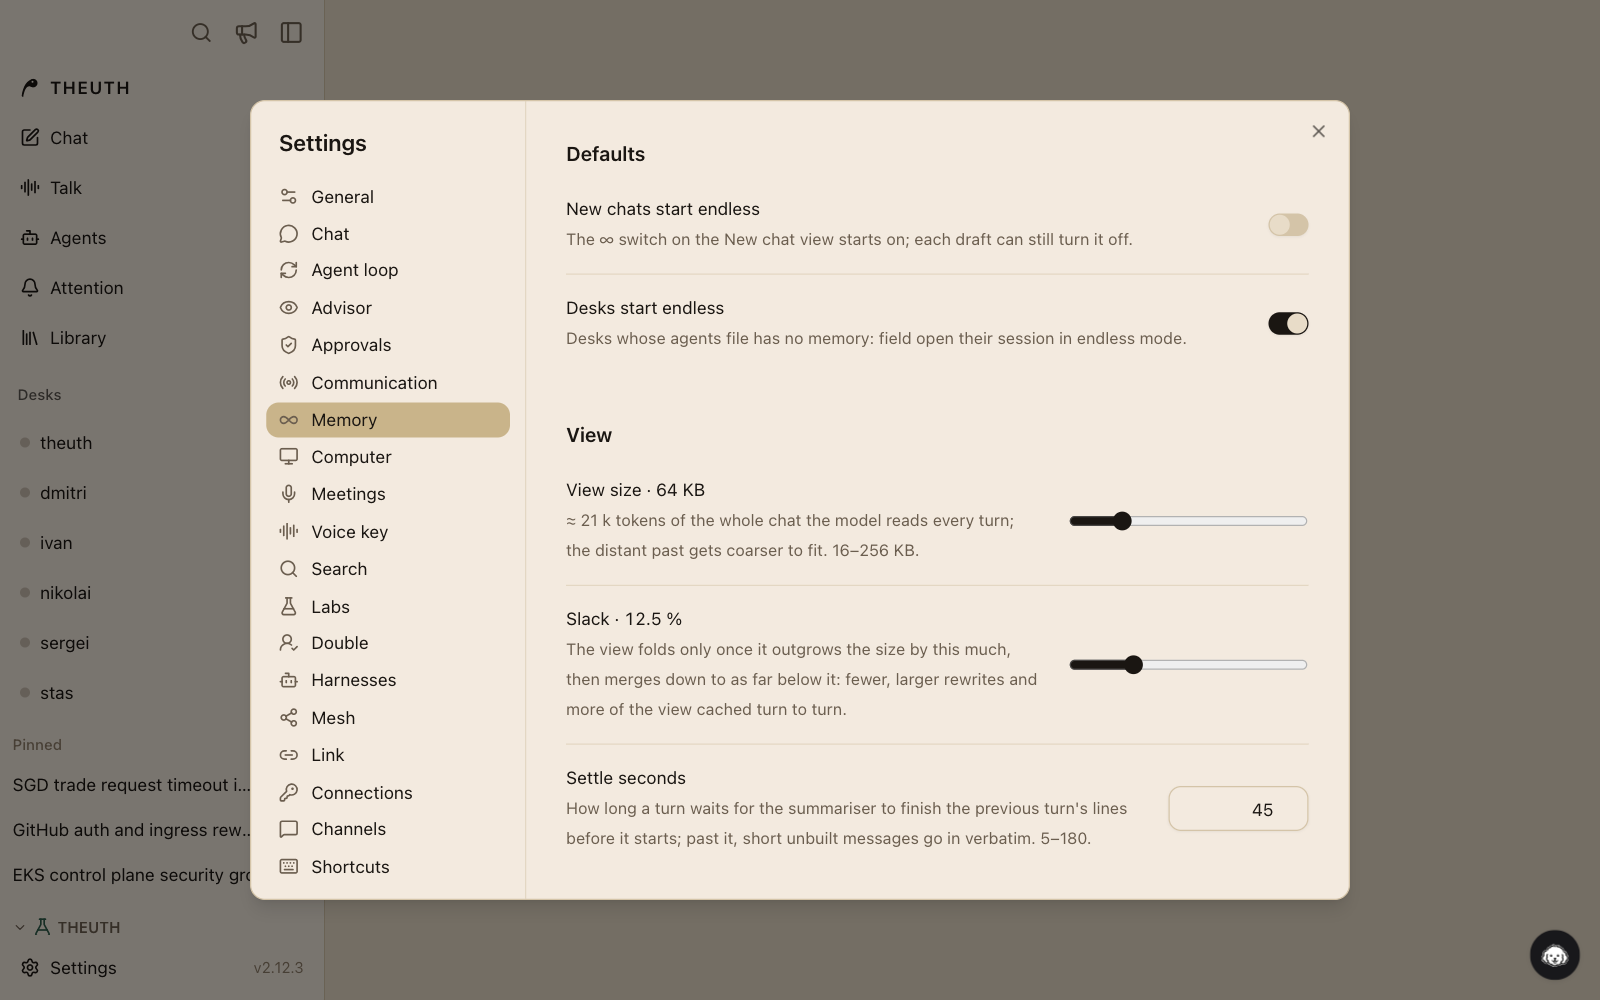 THEUTH
Chat
Talk
Agents
Attention
Library
Desks
theuth
dmitri
ivan
nikolai
sergei
stas
Pinned
SGD trade request timeout i...
GitHub auth and ingress rew...
EKS control plane security gro
THEUTH
Settings
v2.12.3
Settings
General
Chat
Agent loop
Advisor
Approvals
Communication
Memory
Computer
Meetings
Voice key
Search
Labs
Double
Harnesses
Mesh
Link
Connections
Channels
Shortcuts
Defaults
New chats start endless
The ∞ switch on the New chat view starts on; each draft can still turn it off.
Desks start endless
Desks whose agents file has no memory: field open their session in endless mode.
View
View size · 64 KB
≈ 21 k tokens of the whole chat the model reads every turn;
the distant past gets coarser to fit. 16–256 KB.
Slack · 12.5 %
The view folds only once it outgrows the size by this much,
then merges down to as far below it: fewer, larger rewrites and
more of the view cached turn to turn.
Settle seconds
How long a turn waits for the summariser to finish the previous turn's lines
before it starts; past it, short unbuilt messages go in verbatim. 5–180.
45